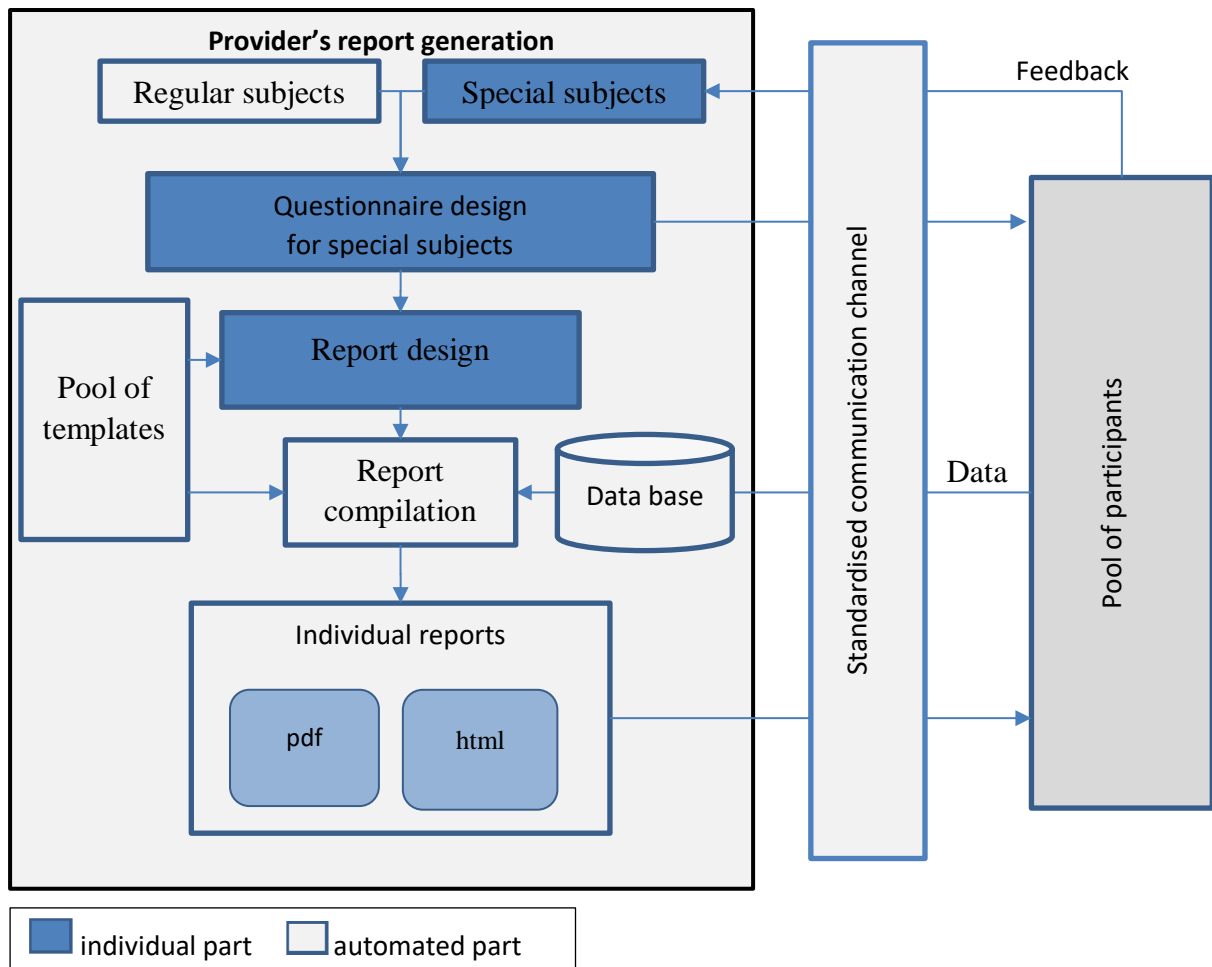 Provider's report generation
Regular subjects
Special subjects
Feedback
Questionnaire design
for special subjects
Report design
Pool of
templates
Report
compilation
Data base
Data
Standardised communication channel
Pool of participants
Individual reports
pdf
html
individual part
automated part